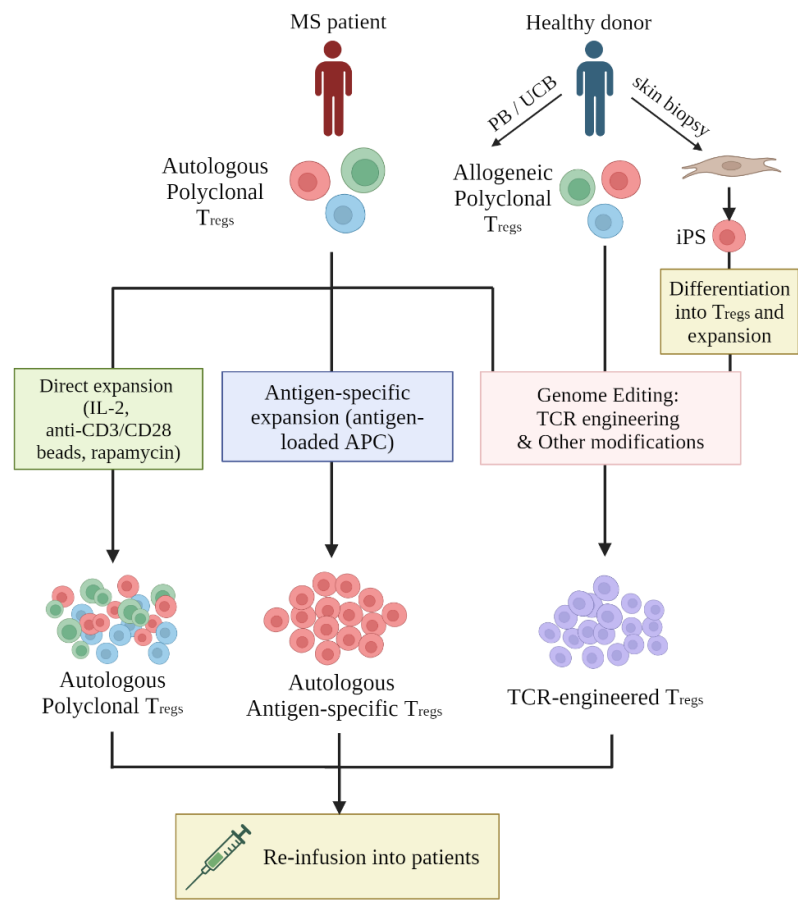 MS patient
Healthy donor
PB / UCB
skin biopsy
Autologous
Polyclonal
Tregs
Allogeneic
Polyclonal
Tregs
iPS
Differentiation
into Tregs and
expansion
Direct expansion
(IL-2,
anti-CD3/CD28
beads, rapamycin)
Antigen-specific
expansion (antigen-
loaded APC)
Genome Editing:
TCR engineering
& Other modifications
Autologous
Polyclonal Tregs
Autologous
Antigen-specific Tregs
TCR-engineered Tregs
Re-infusion into patients